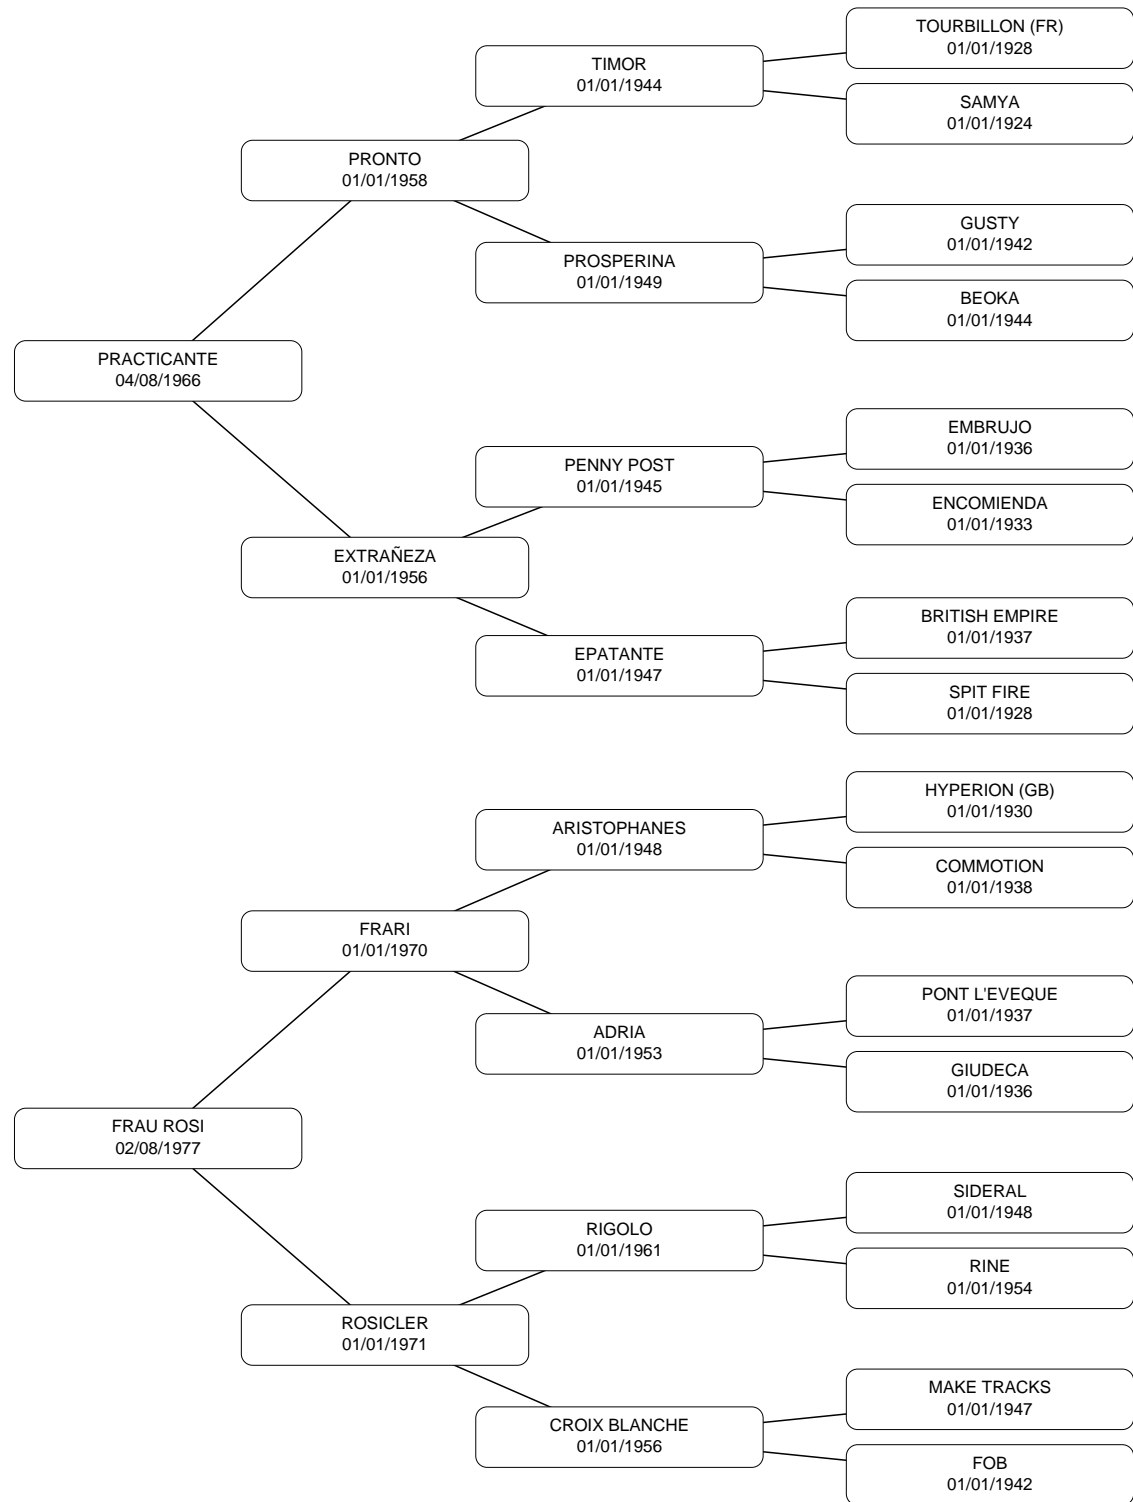 TOURBILLON (FR)
01/01/1928
TIMOR
01/01/1944
SAMYA
01/01/1924
PRONTO
01/01/1958
GUSTY
01/01/1942
PROSPERINA
01/01/1949
BEOKA
01/01/1944
PRACTICANTE
04/08/1966
EMBRUJO
01/01/1936
PENNY POST
01/01/1945
ENCOMIENDA
01/01/1933
EXTRAÑEZA
01/01/1956
BRITISH EMPIRE
01/01/1937
EPATANTE
01/01/1947
SPIT FIRE
01/01/1928
HYPERION (GB)
01/01/1930
ARISTOPHANES
01/01/1948
COMMOTION
01/01/1938
FRARI
01/01/1970
PONT L'EVEQUE
01/01/1937
ADRIA
01/01/1953
GIUDECA
01/01/1936
FRAU ROSI
02/08/1977
SIDERAL
01/01/1948
RIGOLO
01/01/1961
RINE
01/01/1954
ROSICLER
01/01/1971
MAKE TRACKS
01/01/1947
CROIX BLANCHE
01/01/1956
FOB
01/01/1942